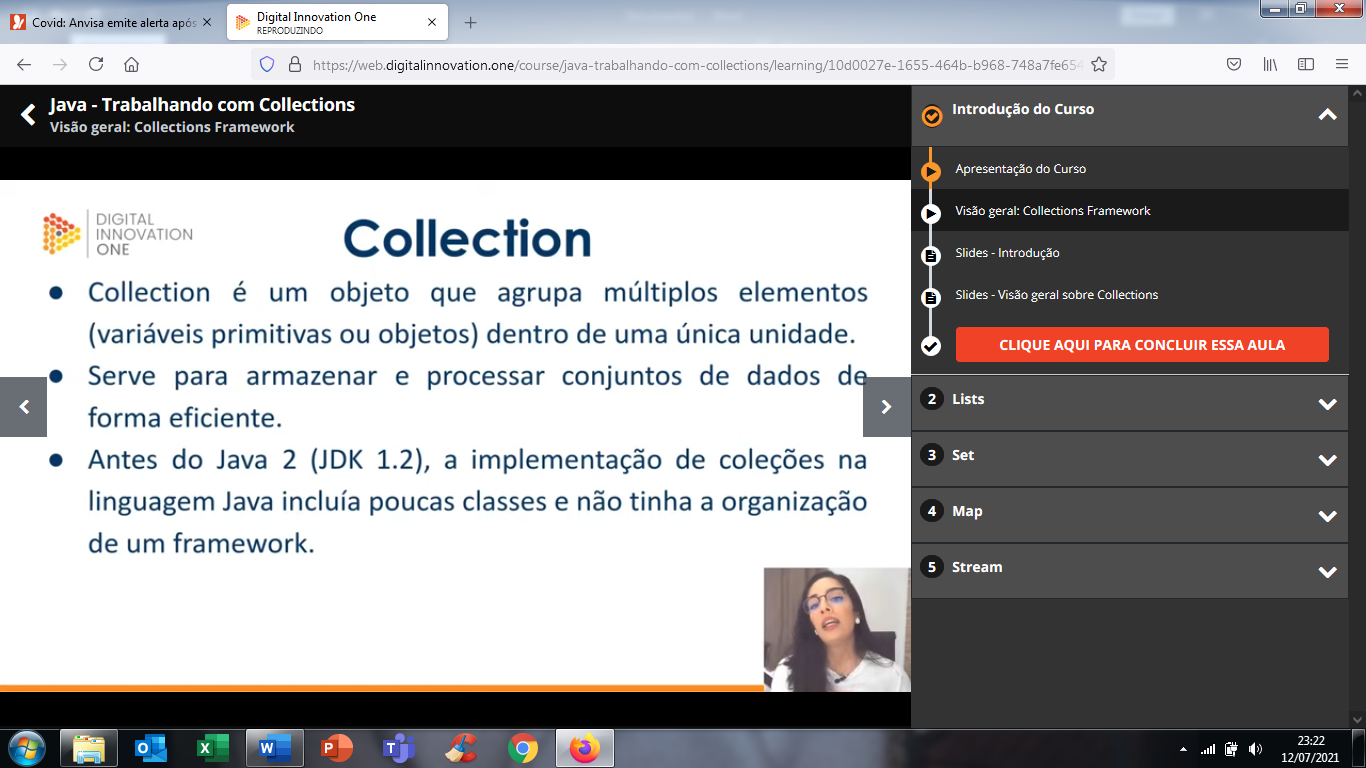 Covid: Anvisa emite alerta após
Digital Innovation One
REPRODUZINDO
https://web.digitalinnovation.one/course/java-trabalhando-com-collections/learning/10d0027e-1655-464b-b968-748a7fe654
Java - Trabalhando com Collections
Visão geral: Collections Framework
DIGITAL
INNOVATION
ONE
Collection
● Collection é um objeto que agrupa múltiplos elementos
(variáveis primitivas ou objetos) dentro de uma única unidade.
● Serve para armazenar e processar conjuntos de dados de
forma eficiente.
● Antes do Java 2 (JDK 1.2), a implementação de coleções na
linguagem Java incluía poucas classes e não tinha a organização
de um framework.
Introdução do Curso
Apresentação do Curso
Visão geral: Collections Framework
Slides - Introdução
Slides - Visão geral sobre Collections
CLIQUE AQUI PARA CONCLUIR ESSA AULA
2 Lists
3 Set
4 Map
5 Stream
23:22
12/07/2021